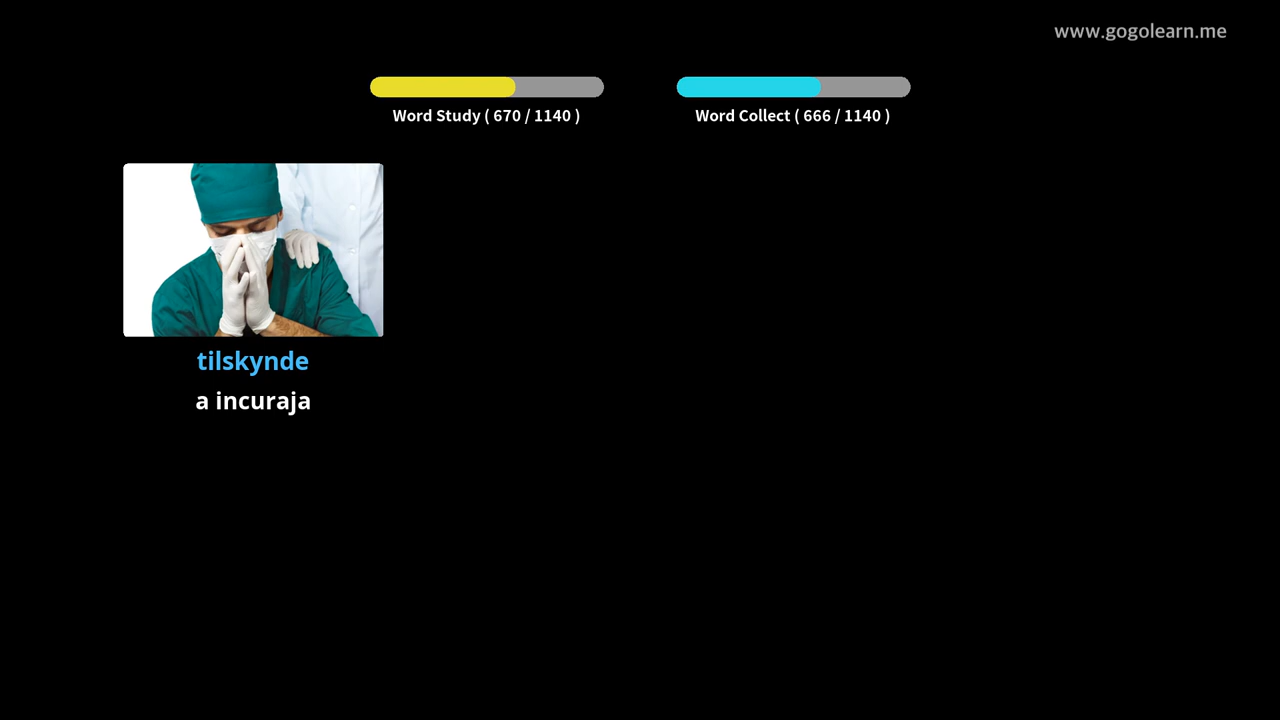 www.gogolearn.me
Word Study ( 670 / 1140 )
Word Collect ( 666 / 1140 )
tilskynde
a incuraja